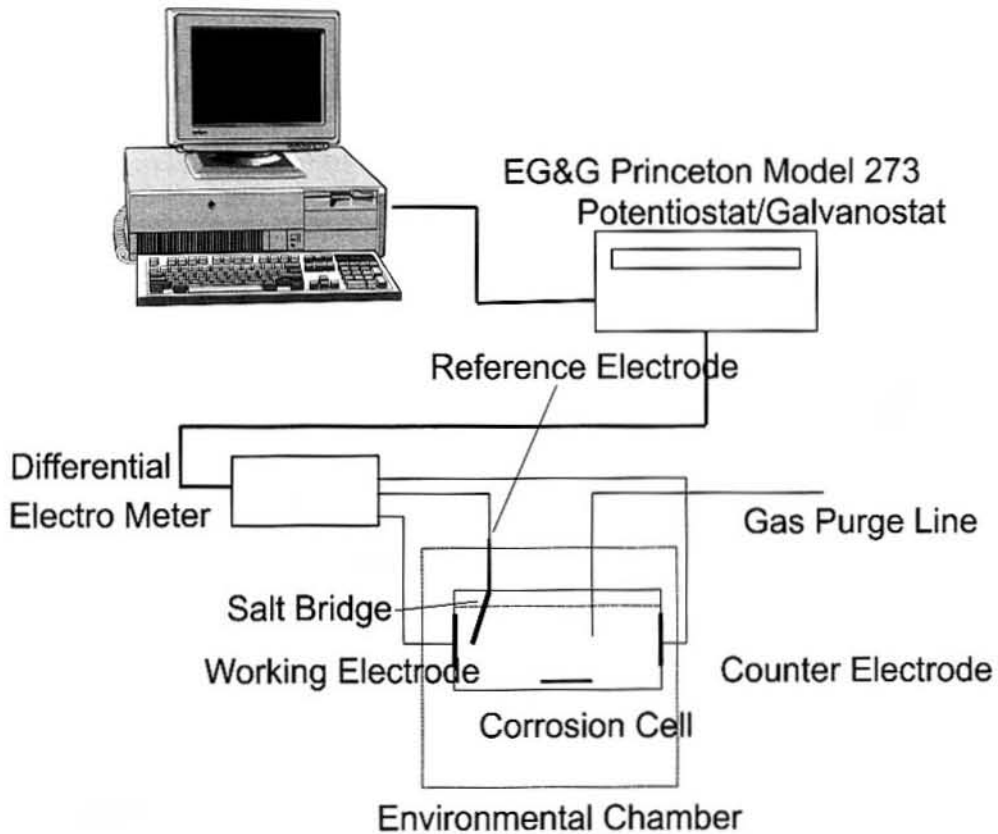 EG&G Princeton Model 273
Potentiostat/Galvanostat
Reference Electrode
Differential
Electro Meter
Gas Purge Line
Salt Bridge
Working Electrode
Counter Electrode
Corrosion Cell
Environmental Chamber